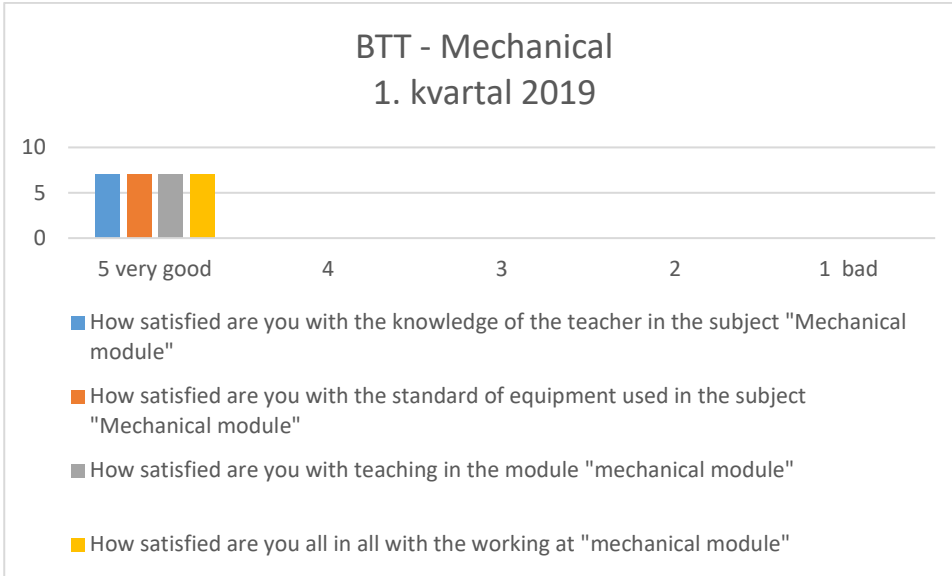 BTT - Mechanical
1. kvartal 2019
10
5
0
5 very good 4 3 2 1 bad
How satisfied are you with the knowledge of the teacher in the subject "Mechanical
module"
How satisfied are you with the standard of equipment used in the subject
"Mechanical module"
How satisfied are you with teaching in the module "mechanical module"
How satisfied are you all in all with the working at "mechanical module"